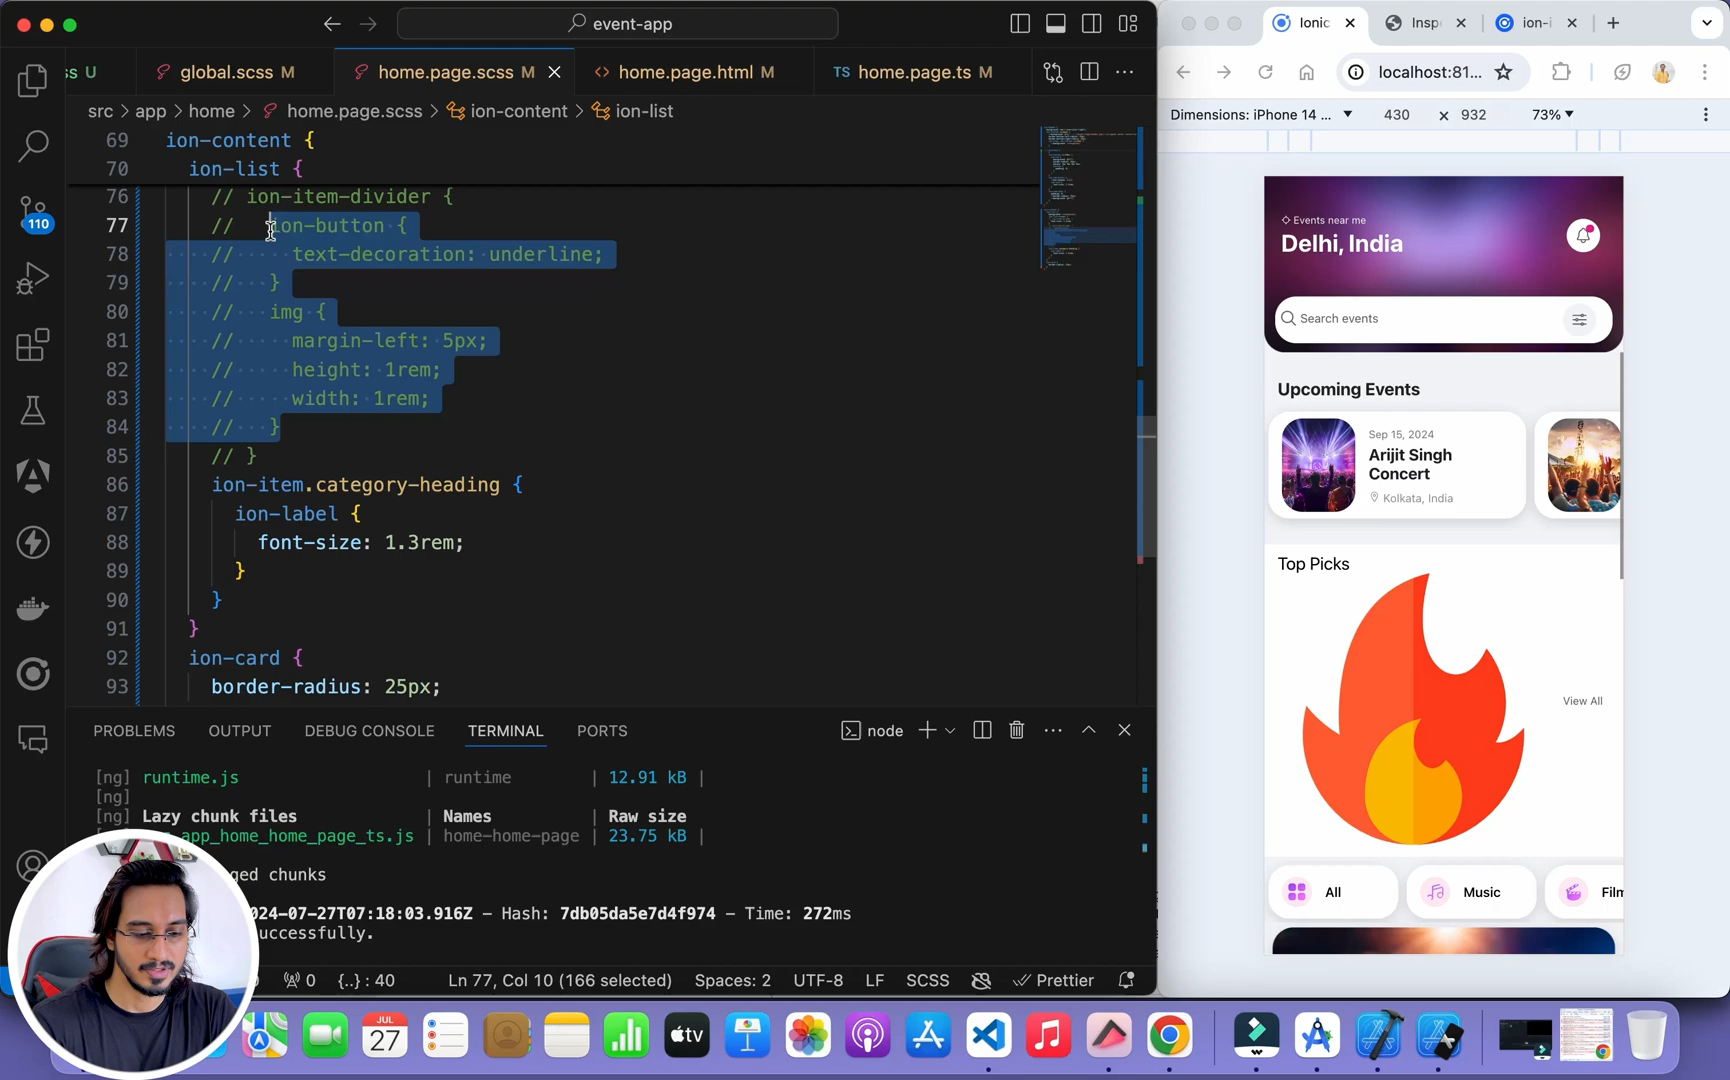 event-app
ss U
global.scss M
home.page.scss M
home.page.html M
TS home.page.ts M
src > app > home > home.page.scss > ion-content > ion-list
69 ion-content {
70 ion-list {
76 // ion-item-divider {
77 // ion-button {
78 // text-decoration: underline;
79 // }
80 // img {
81 // margin-left: 5px;
82 // height: 1rem;
83 // width: 1rem;
84 // }
85 // }
86 ion-item.category-heading {
87 ion-label {
88 font-size: 1.3rem;
89 }
90 }
91 }
92 ion-card {
93 border-radius: 25px;
110
PROBLEMS OUTPUT DEBUG CONSOLE TERMINAL PORTS
node
[ng] runtime.js | runtime | 12.91 kB |
[ng]
[ng] Lazy chunk files | Names | Raw size
app_home_home_page_ts.js | home-home-page | 23.75 kB |
ged chunks
024-07-27T07:18:03.916Z - Hash: 7db05da5e7d4f974 - Time: 272ms
uccessfully.
0 {..} : 40 Ln 77, Col 10 (166 selected) Spaces: 2 UTF-8 LF SCSS Prettier
Ionic
Insp
ion-i
localhost:81...
Dimensions: iPhone 14 ... 430 × 932 73%
Events near me
Delhi, India
Search events
Upcoming Events
Sep 15, 2024
Arijit Singh
Concert
Kolkata, India
Top Picks
View All
All
Music
Film
JUL
27
tv